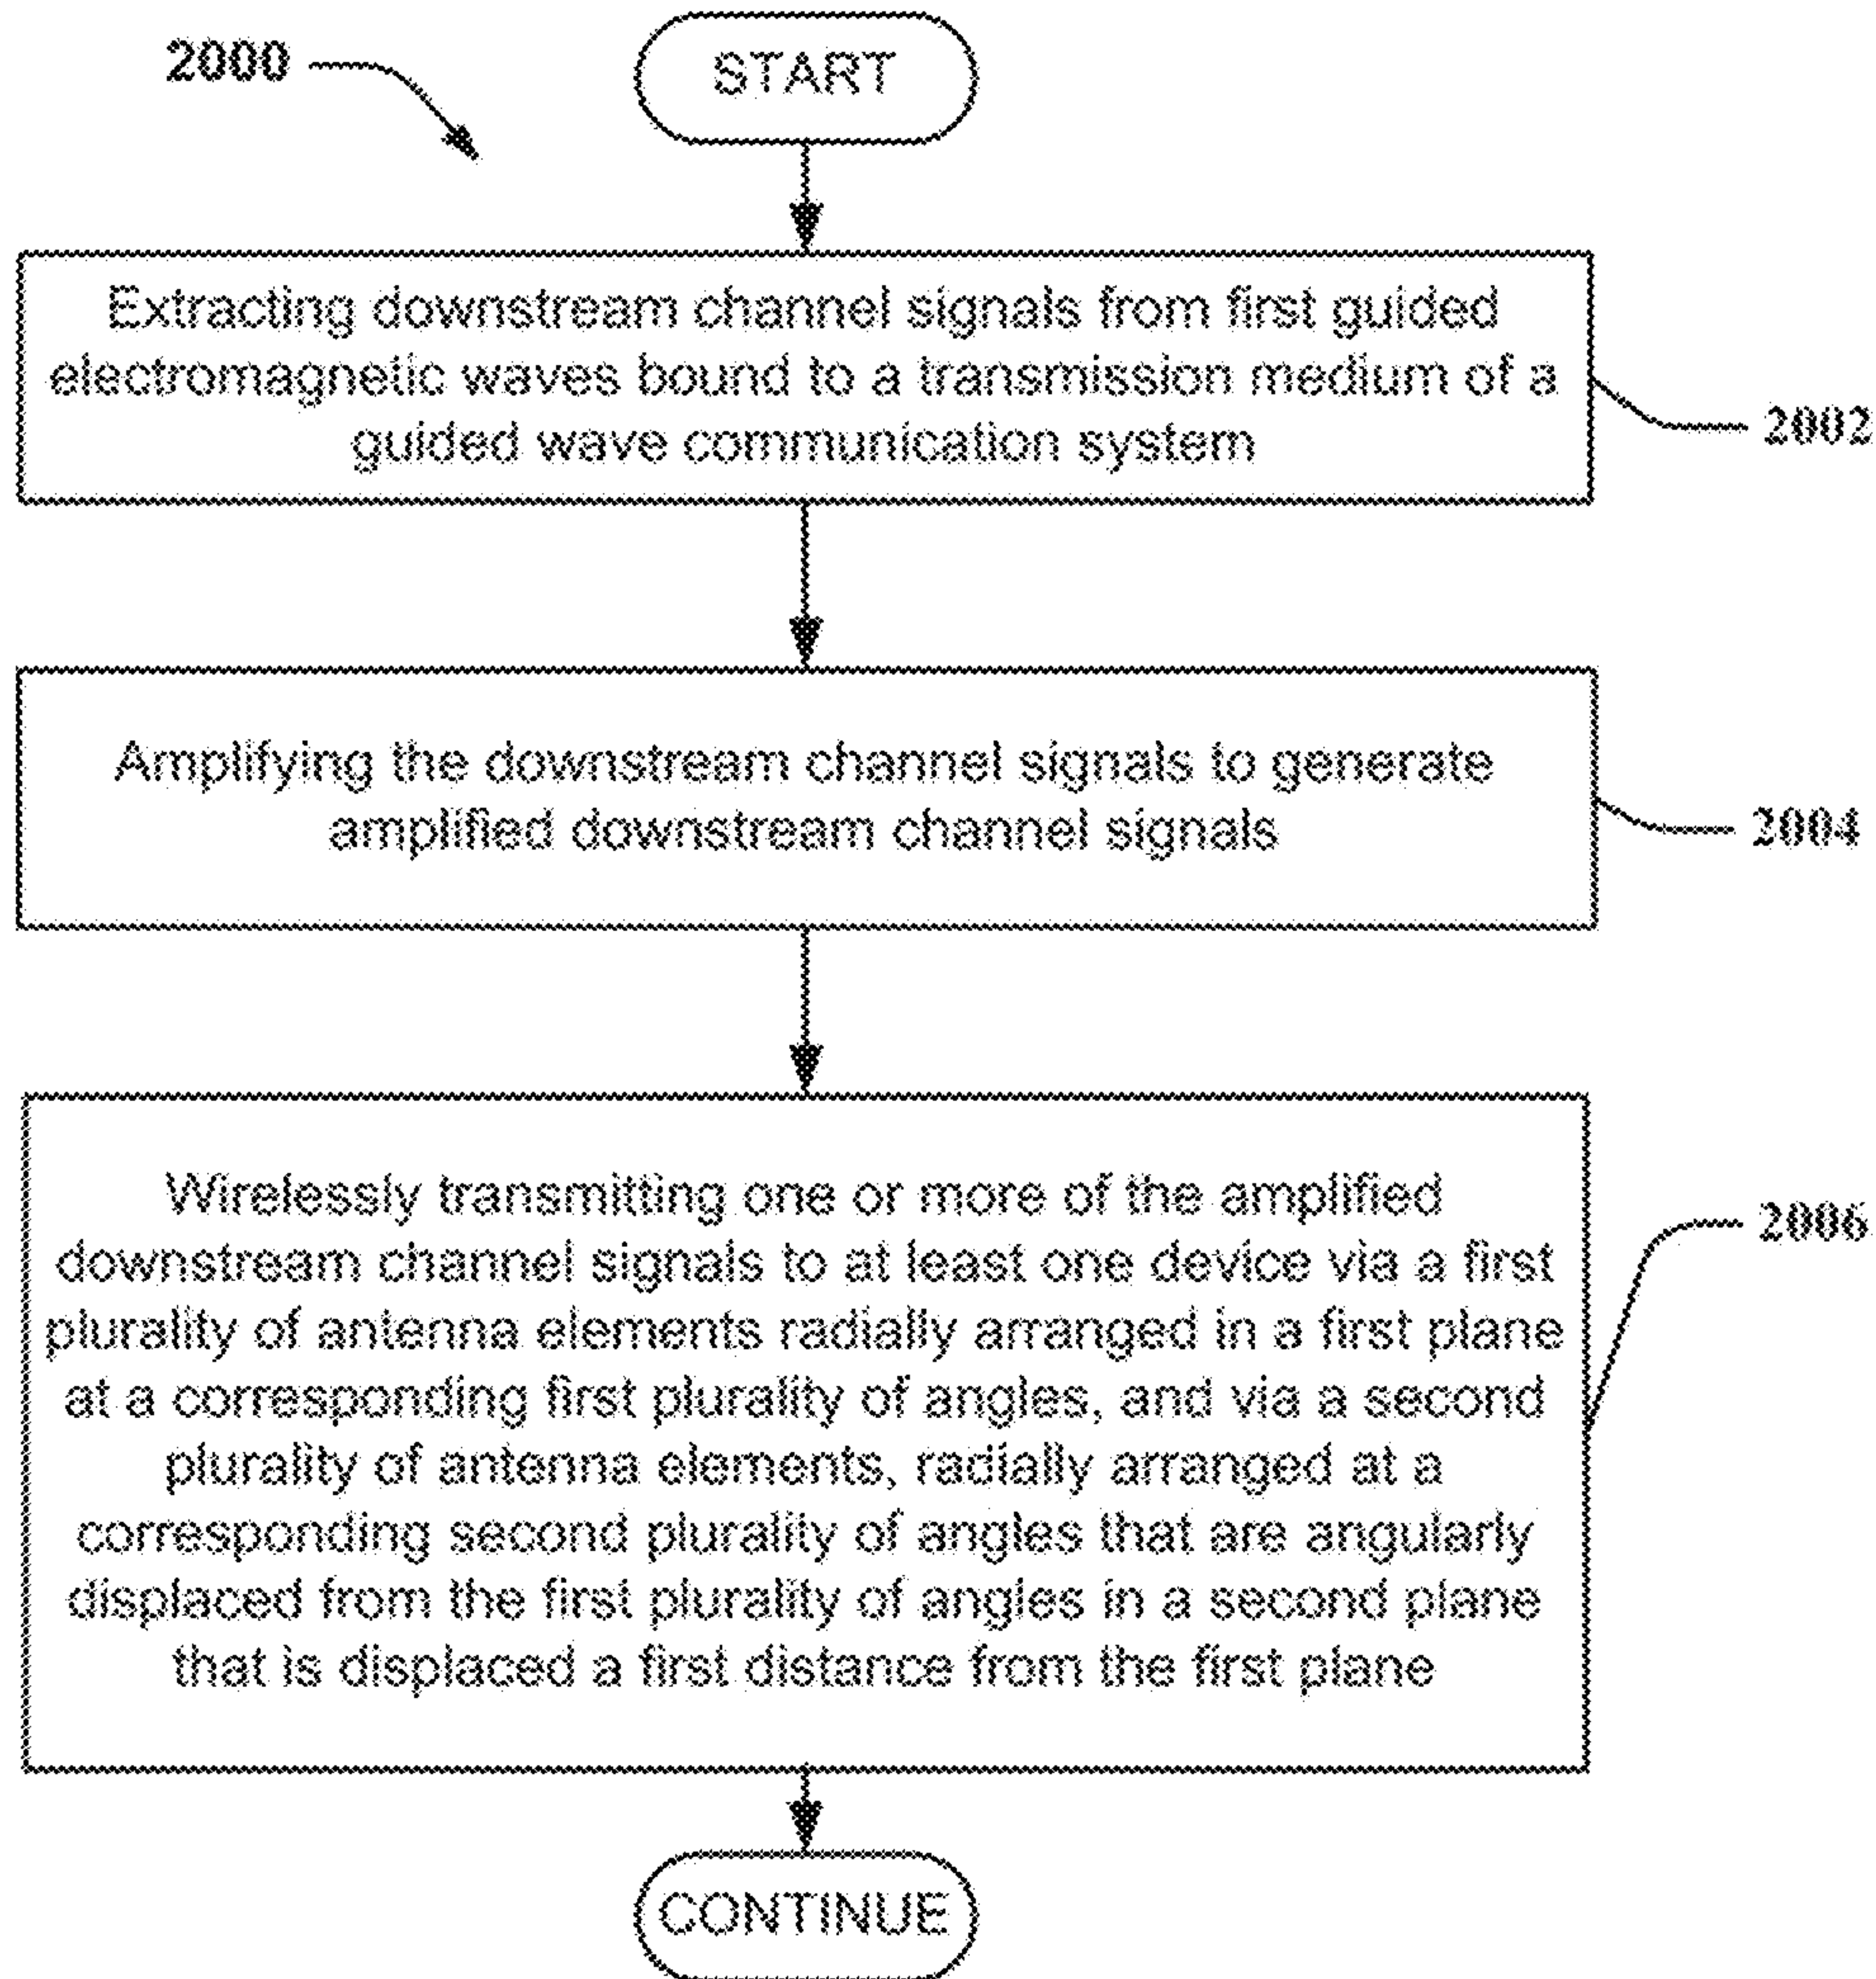 2000
START
Extracting downstream channel signals from first guided
electromagnetic waves bound to a transmission medium of a
guided wave communication system
2002
Amplifying the downstream channel signals to generate
amplified downstream channel signals
2004
Wirelessly transmitting one or more of the amplified
downstream channel signals to at least one device via a first
plurality of antenna elements radially arranged in a first plane
at a corresponding first plurality of angles, and via a second
plurality of antenna elements, radially arranged at a
corresponding second plurality of angles that are angularly
displaced from the first plurality of angles in a second plane
that is displaced a first distance from the first plane
2006
CONTINUE